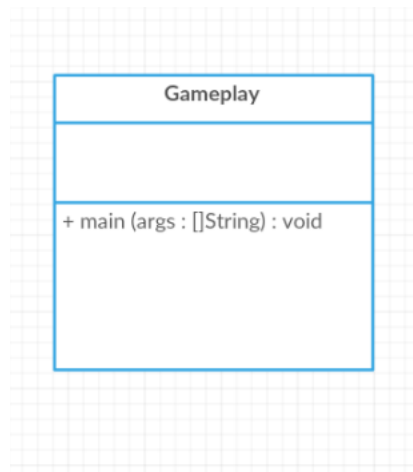 Gameplay
+ main (args : []String) : void